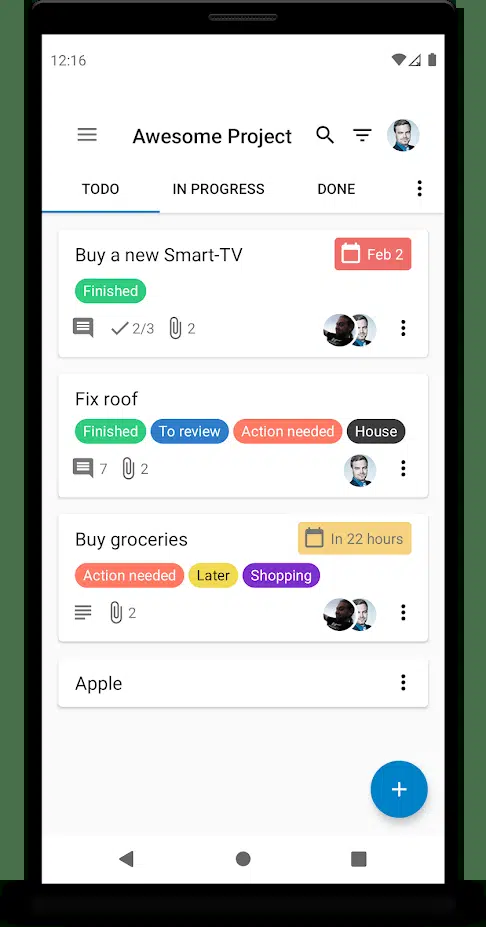 12:16
Awesome Project
TODO IN PROGRESS DONE
Buy a new Smart-TV Feb 2
Finished
2/3 2
Fix roof
Finished To review Action needed House
7 2
Buy groceries In 22 hours
Action needed Later Shopping
2
Apple
+